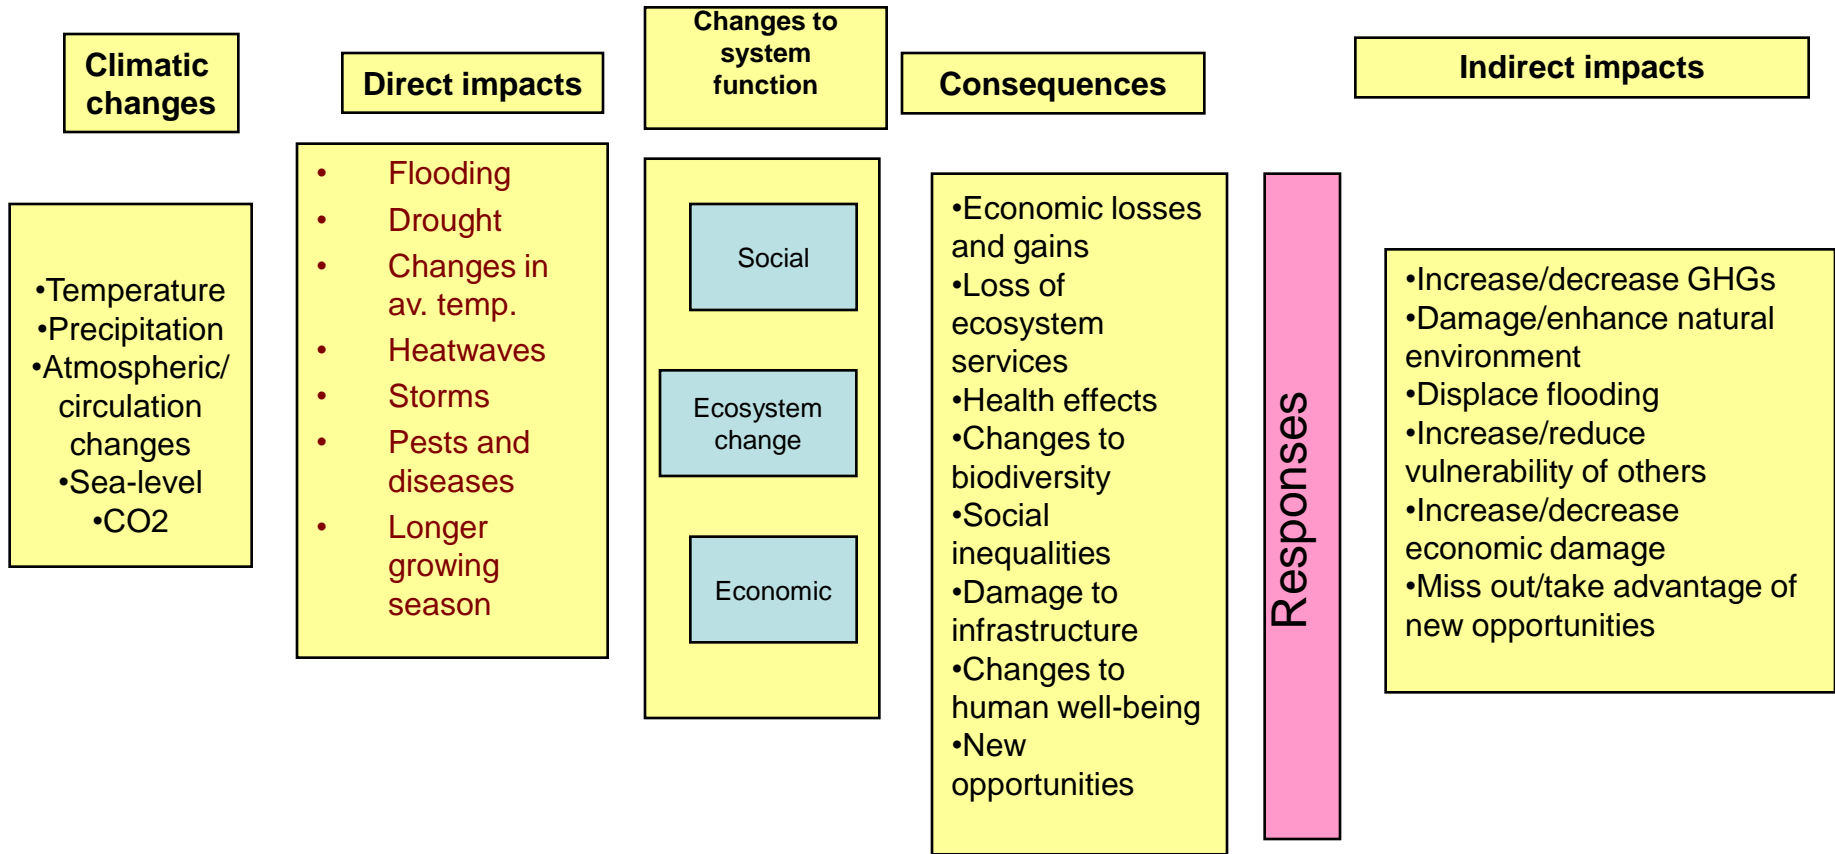 Climatic
changes
•Temperature
•Precipitation
•Atmospheric/
circulation
changes
•Sea-level
•CO2
Direct impacts
• Flooding
• Drought
• Changes in
av. temp.
• Heatwaves
• Storms
• Pests and
diseases
• Longer
growing
season
Changes to
system
function
Social
Ecosystem
change
Economic
Consequences
•Economic losses
and gains
•Loss of
ecosystem
services
•Health effects
•Changes to
biodiversity
•Social
inequalities
•Damage to
infrastructure
•Changes to
human well-being
•New
opportunities
Responses
Indirect impacts
•Increase/decrease GHGs
•Damage/enhance natural
environment
•Displace flooding
•Increase/reduce
vulnerability of others
•Increase/decrease
economic damage
•Miss out/take advantage of
new opportunities